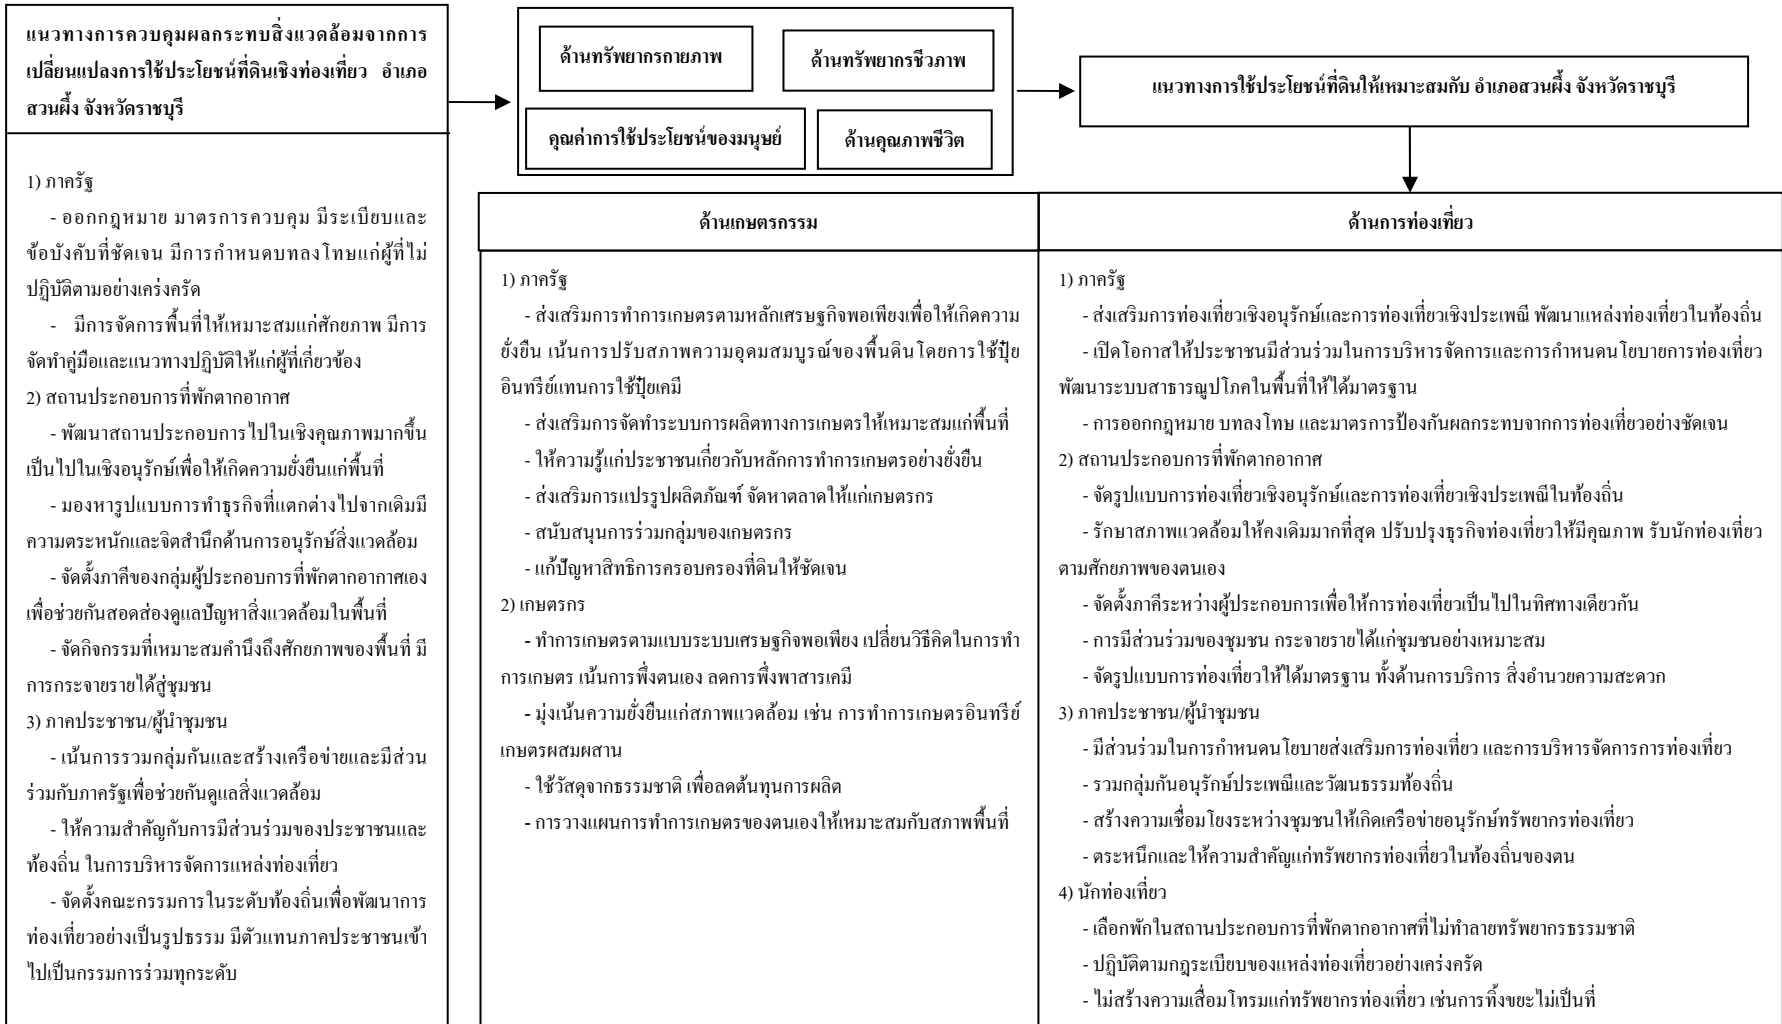 แนวทางการควบคุมผลกระทบสิ่งแวดล้อมจากการ
เปลี่ยนแปลงการใช้ประโยชน์ที่ดินเชิงท่องเที่ยว อำเภอ
สวนผึ้ง จังหวัดราชบุรี
1) ภาครัฐ
- ออกกฎหมาย มาตรการควบคุม มีระเบียบและ
ข้อบังคับที่ชัดเจน มีการกำหนดบทลงโทษแก่ผู้ที่ไม่
ปฏิบัติตามอย่างเคร่งครัด
- มีการจัดการพื้นที่ให้เหมาะสมแก่ศักยภาพ มีการ
จัดทำคู่มือและแนวทางปฏิบัติให้แก่ผู้ที่เกี่ยวข้อง
2) สถานประกอบการที่พักตากอากาศ
- พัฒนาสถานประกอบการไปในเชิงคุณภาพมากขึ้น
เป็นไปในเชิงอนุรักษ์เพื่อให้เกิดความยั่งยืนแก่พื้นที่
- มองหารูปแบบการทำธุรกิจที่แตกต่างไปจากเดิมมี
ความตระหนักและจิตสำนึกด้านการอนุรักษ์สิ่งแวดล้อม
- จัดตั้งภาคีของกลุ่มผู้ประกอบการที่พักตากอากาศเอง
เพื่อช่วยกันสอดส่องดูแลปัญหาสิ่งแวดล้อมในพื้นที่
- จัดกิจกรรมที่เหมาะสมคำนึงถึงศักยภาพของพื้นที่ มี
การกระจายรายได้สู่ชุมชน
3) ภาคประชาชน/ผู้นำชุมชน
- เน้นการรวมกลุ่มกันและสร้างเครือข่ายและมีส่วน
ร่วมกับภาครัฐเพื่อช่วยกันดูแลสิ่งแวดล้อม
- ให้ความสำคัญกับการมีส่วนร่วมของประชาชนและ
ท้องถิ่น ในการบริหารจัดการแหล่งท่องเที่ยว
- จัดตั้งคณะกรรมการในระดับท้องถิ่นเพื่อพัฒนาการ
ท่องเที่ยวอย่างเป็นรูปธรรม มีตัวแทนภาคประชาชนเข้า
ไปเป็นกรรมการร่วมทุกระดับ
ด้านทรัพยากรกายภาพ
ด้านทรัพยากรชีวภาพ
คุณค่าการใช้ประโยชน์ของมนุษย์
ด้านคุณภาพชีวิต
แนวทางการใช้ประโยชน์ที่ดินให้เหมาะสมกับ อำเภอสวนผึ้ง จังหวัดราชบุรี
ด้านเกษตรกรรม
1) ภาครัฐ
- ส่งเสริมการทำการเกษตรตามหลักเศรษฐกิจพอเพียงเพื่อให้เกิดความ
ยั่งยืน เน้นการปรับสภาพความอุดมสมบูรณ์ของพื้นดินโดยการใช้ปุ๋ย
อินทรีย์แทนการใช้ปุ๋ยเคมี
- ส่งเสริมการจัดทำระบบการผลิตทางการเกษตรให้เหมาะสมแก่พื้นที่
- ให้ความรู้แก่ประชาชนเกี่ยวกับหลักการทำการเกษตรอย่างยั่งยืน
- ส่งเสริมการแปรรูปผลิตภัณฑ์ จัดหาตลาดให้แก่เกษตรกร
- สนับสนุนการร่วมกลุ่มของเกษตรกร
- แก้ปัญหาสิทธิการครอบครองที่ดินให้ชัดเจน
2) เกษตรกร
- ทำการเกษตรตามแบบระบบเศรษฐกิจพอเพียง เปลี่ยนวิธีคิดในการทำ
การเกษตร เน้นการพึ่งตนเอง ลดการพึ่งพาสารเคมี
- มุ่งเน้นความยั่งยืนแก่สภาพแวดล้อม เช่น การทำการเกษตรอินทรีย์
เกษตรผสมผสาน
- ใช้วัสดุจากธรรมชาติ เพื่อลดต้นทุนการผลิต
- การวางแผนการทำการเกษตรของตนเองให้เหมาะสมกับสภาพพื้นที่
ด้านการท่องเที่ยว
1) ภาครัฐ
- ส่งเสริมการท่องเที่ยวเชิงอนุรักษ์และการท่องเที่ยวเชิงประเพณี พัฒนาแหล่งท่องเที่ยวในท้องถิ่น
- เปิดโอกาสให้ประชาชนมีส่วนร่วมในการบริหารจัดการและการกำหนดนโยบายการท่องเที่ยว
พัฒนาระบบสาธารณูปโภคในพื้นที่ให้ได้มาตรฐาน
- การออกกฎหมาย บทลงโทษ และมาตรการป้องกันผลกระทบจากการท่องเที่ยวอย่างชัดเจน
2) สถานประกอบการที่พักตากอากาศ
- จัดรูปแบบการท่องเที่ยวเชิงอนุรักษ์และการท่องเที่ยวเชิงประเพณีในท้องถิ่น
- รักษาสภาพแวดล้อมให้คงเดิมมากที่สุด ปรับปรุงธุรกิจท่องเที่ยวให้มีคุณภาพ รับนักท่องเที่ยว
ตามศักยภาพของตนเอง
- จัดตั้งภาคีระหว่างผู้ประกอบการเพื่อให้การท่องเที่ยวเป็นไปในทิศทางเดียวกัน
- การมีส่วนร่วมของชุมชน กระจายรายได้แก่ชุมชนอย่างเหมาะสม
- จัดรูปแบบการท่องเที่ยวให้ได้มาตรฐาน ทั้งด้านการบริการ สิ่งอำนวยความสะดวก
3) ภาคประชาชน/ผู้นำชุมชน
- มีส่วนร่วมในการกำหนดนโยบายส่งเสริมการท่องเที่ยว และการบริหารจัดการการท่องเที่ยว
- รวมกลุ่มกันอนุรักษ์ประเพณีและวัฒนธรรมท้องถิ่น
- สร้างความเชื่อมโยงระหว่างชุมชนให้เกิดเครือข่ายอนุรักษ์ทรัพยากรท่องเที่ยว
- ตระหนึกและให้ความสำคัญแก่ทรัพยากรท่องเที่ยวในท้องถิ่นของตน
4) นักท่องเที่ยว
- เลือกพักในสถานประกอบการที่พักตากอากาศที่ไม่ทำลายทรัพยากรธรรมชาติ
- ปฏิบัติตามกฎระเบียบของแหล่งท่องเที่ยวอย่างเคร่งครัด
- ไม่สร้างความเสื่อมโทรมแก่ทรัพยากรท่องเที่ยว เช่นการทิ้งขยะไม่เป็นที่